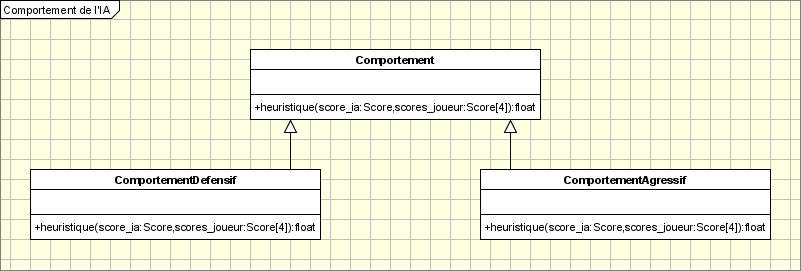 Comportement de l'IA
Comportement
+heuristique(score_ia:Score,scores_joueur:Score[4]):float
ComportementDefensif
+heuristique(score_ia:Score,scores_joueur:Score[4]):float
ComportementAgressif
+heuristique(score_ia:Score,scores_joueur:Score[4]):float